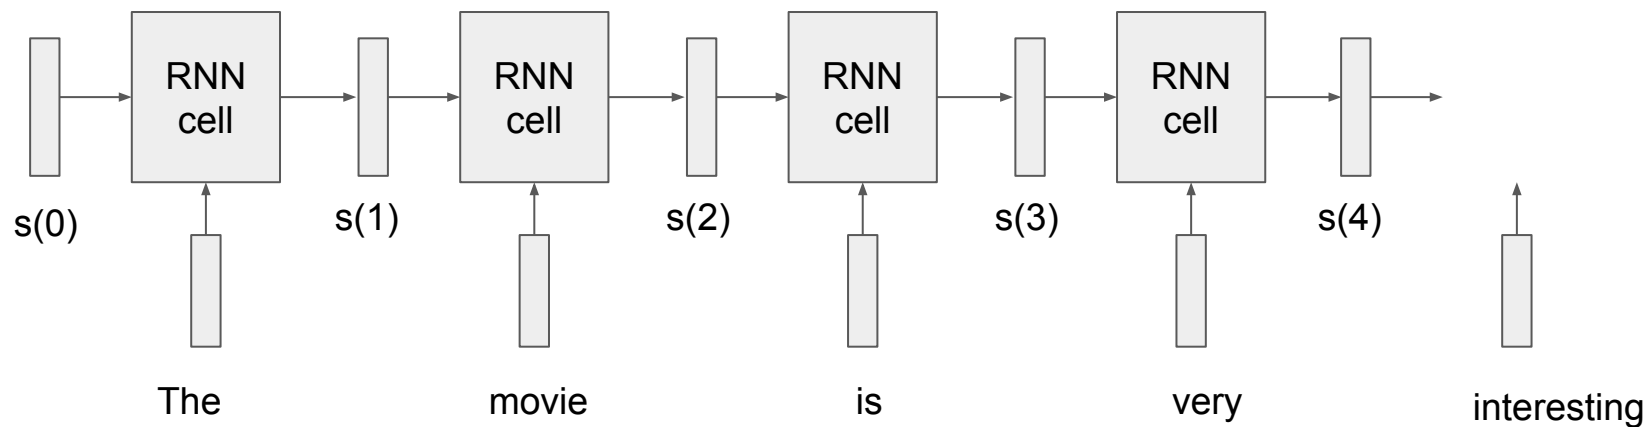 RNN
cell
RNN
cell
RNN
cell
RNN
cell
s(0)
s(1)
s(2)
s(3)
s(4)
The
movie
is
very
interesting